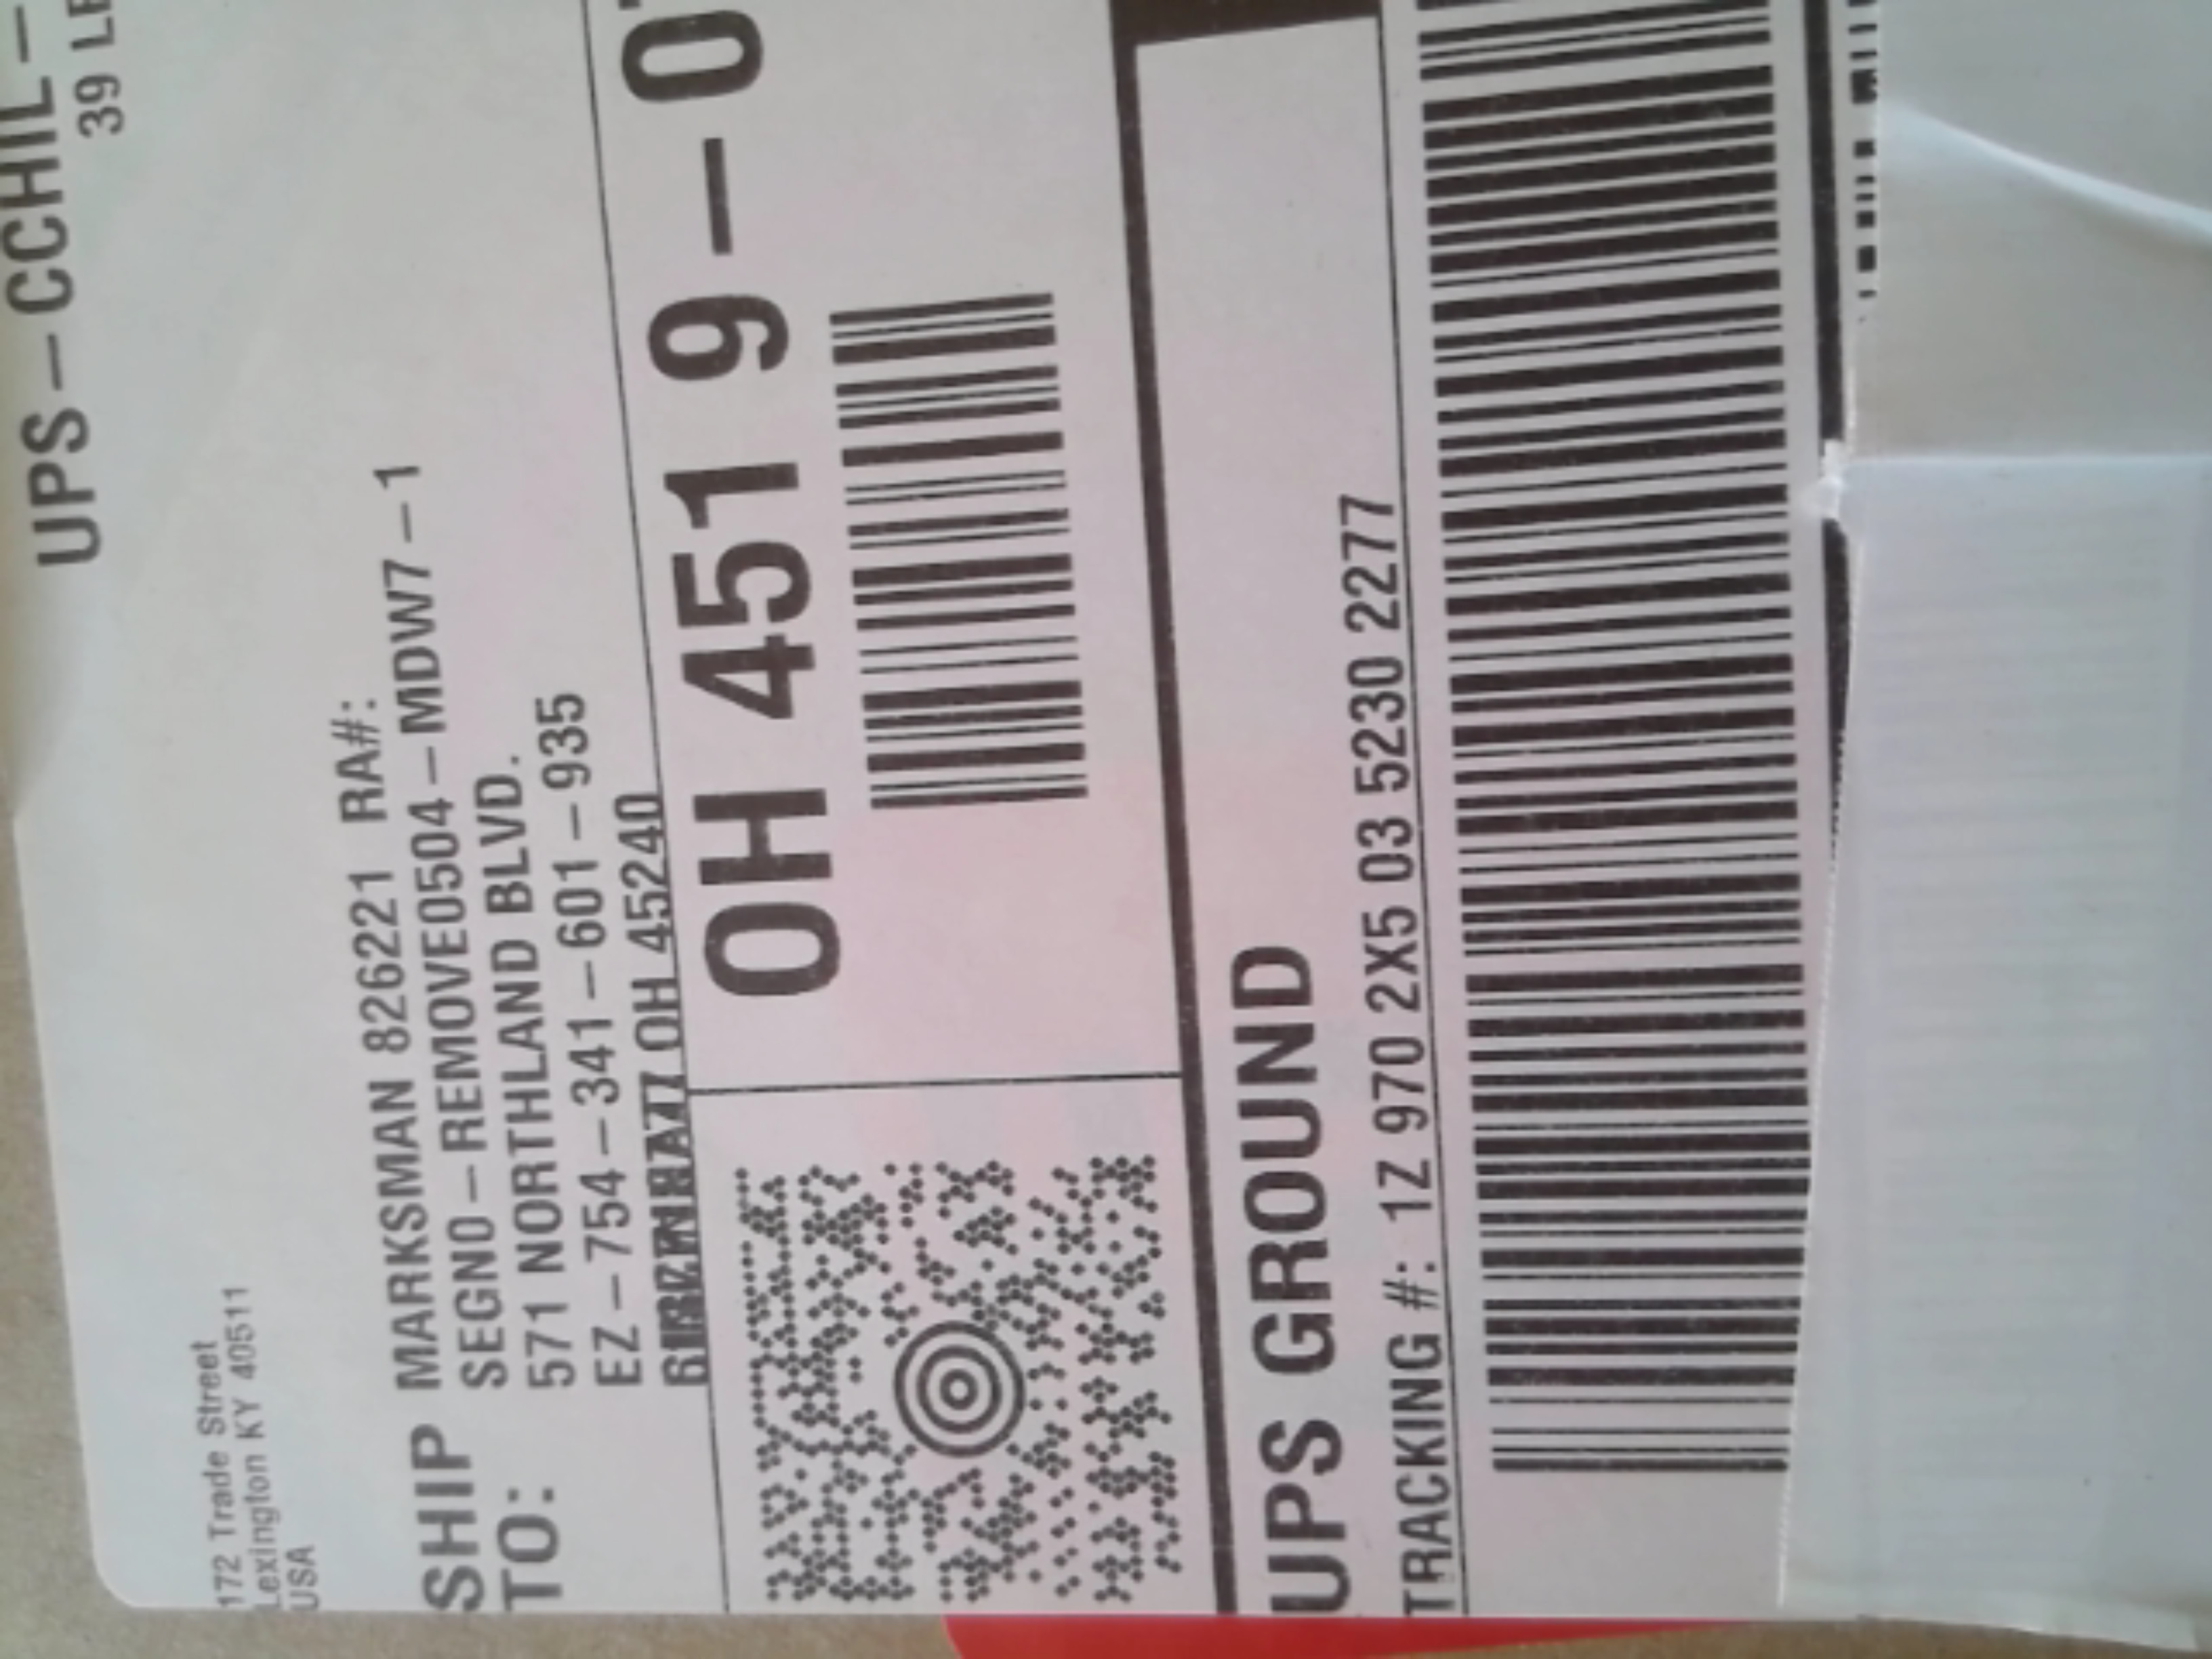 UPS-CCHIL-
39
172 Trade Street
Lexington KY 40511
USA
SHIP TO:
MARKSMAN 826221 RA#:
SEGNO-REMOVE0504-MDW7-1
571 NORTHLAND BLVD.
EZ-754-341-601-935
OH 45240
OH 451 9-0
UPS GROUND
TRACKING #: 1Z 970 2X5 03 5230 2277